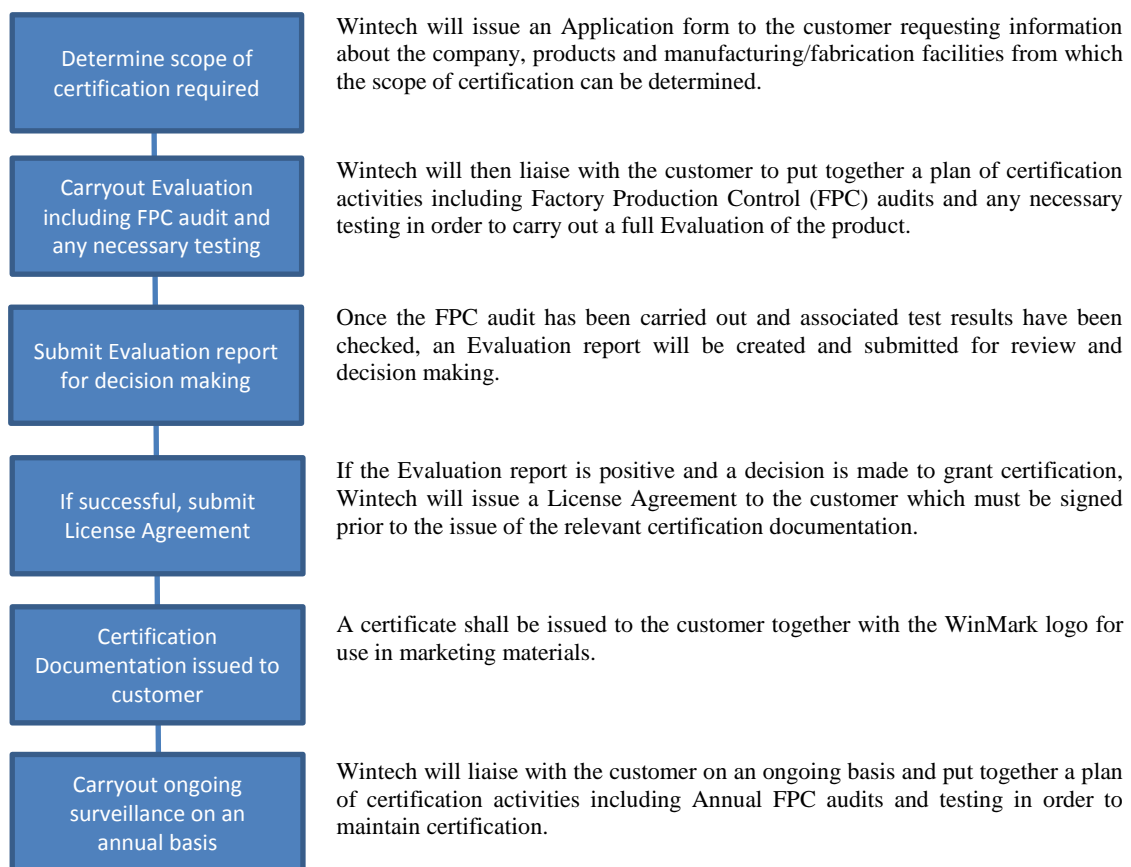 Determine scope of
certification required
Wintech will issue an Application form to the customer requesting information
about the company, products and manufacturing/fabrication facilities from which
the scope of certification can be determined.
Carryout Evaluation
including FPC audit and
any necessary testing
Wintech will then liaise with the customer to put together a plan of certification
activities including Factory Production Control (FPC) audits and any necessary
testing in order to carry out a full Evaluation of the product.
Submit Evaluation report
for decision making
Once the FPC audit has been carried out and associated test results have been
checked, an Evaluation report will be created and submitted for review and
decision making.
If successful, submit
License Agreement
If the Evaluation report is positive and a decision is made to grant certification,
Wintech will issue a License Agreement to the customer which must be signed
prior to the issue of the relevant certification documentation.
Certification
Documentation issued to
customer
A certificate shall be issued to the customer together with the WinMark logo for
use in marketing materials.
Carryout ongoing
surveillance on an
annual basis
Wintech will liaise with the customer on an ongoing basis and put together a plan
of certification activities including Annual FPC audits and testing in order to
maintain certification.